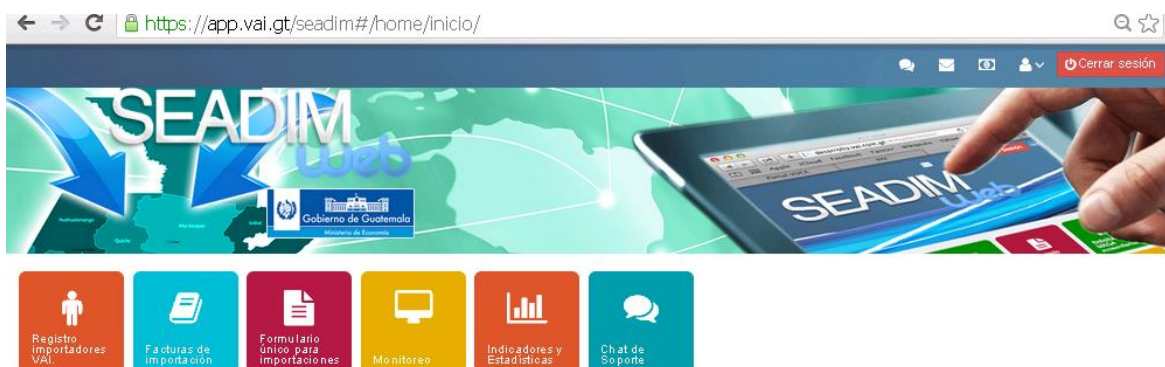 https://app.vai.gt/seadim#/home/inicio/
Cerrar sesión
SEADIM
web
Gobierno de Guatemala
Ministerio de Economía
SEADIM
web
Registro
importadores
VAI.
Facturas de
importación
Formulario
único para
importaciones
Monitoreo
Indicadores y
Estadísticas
Chat de
Soporte